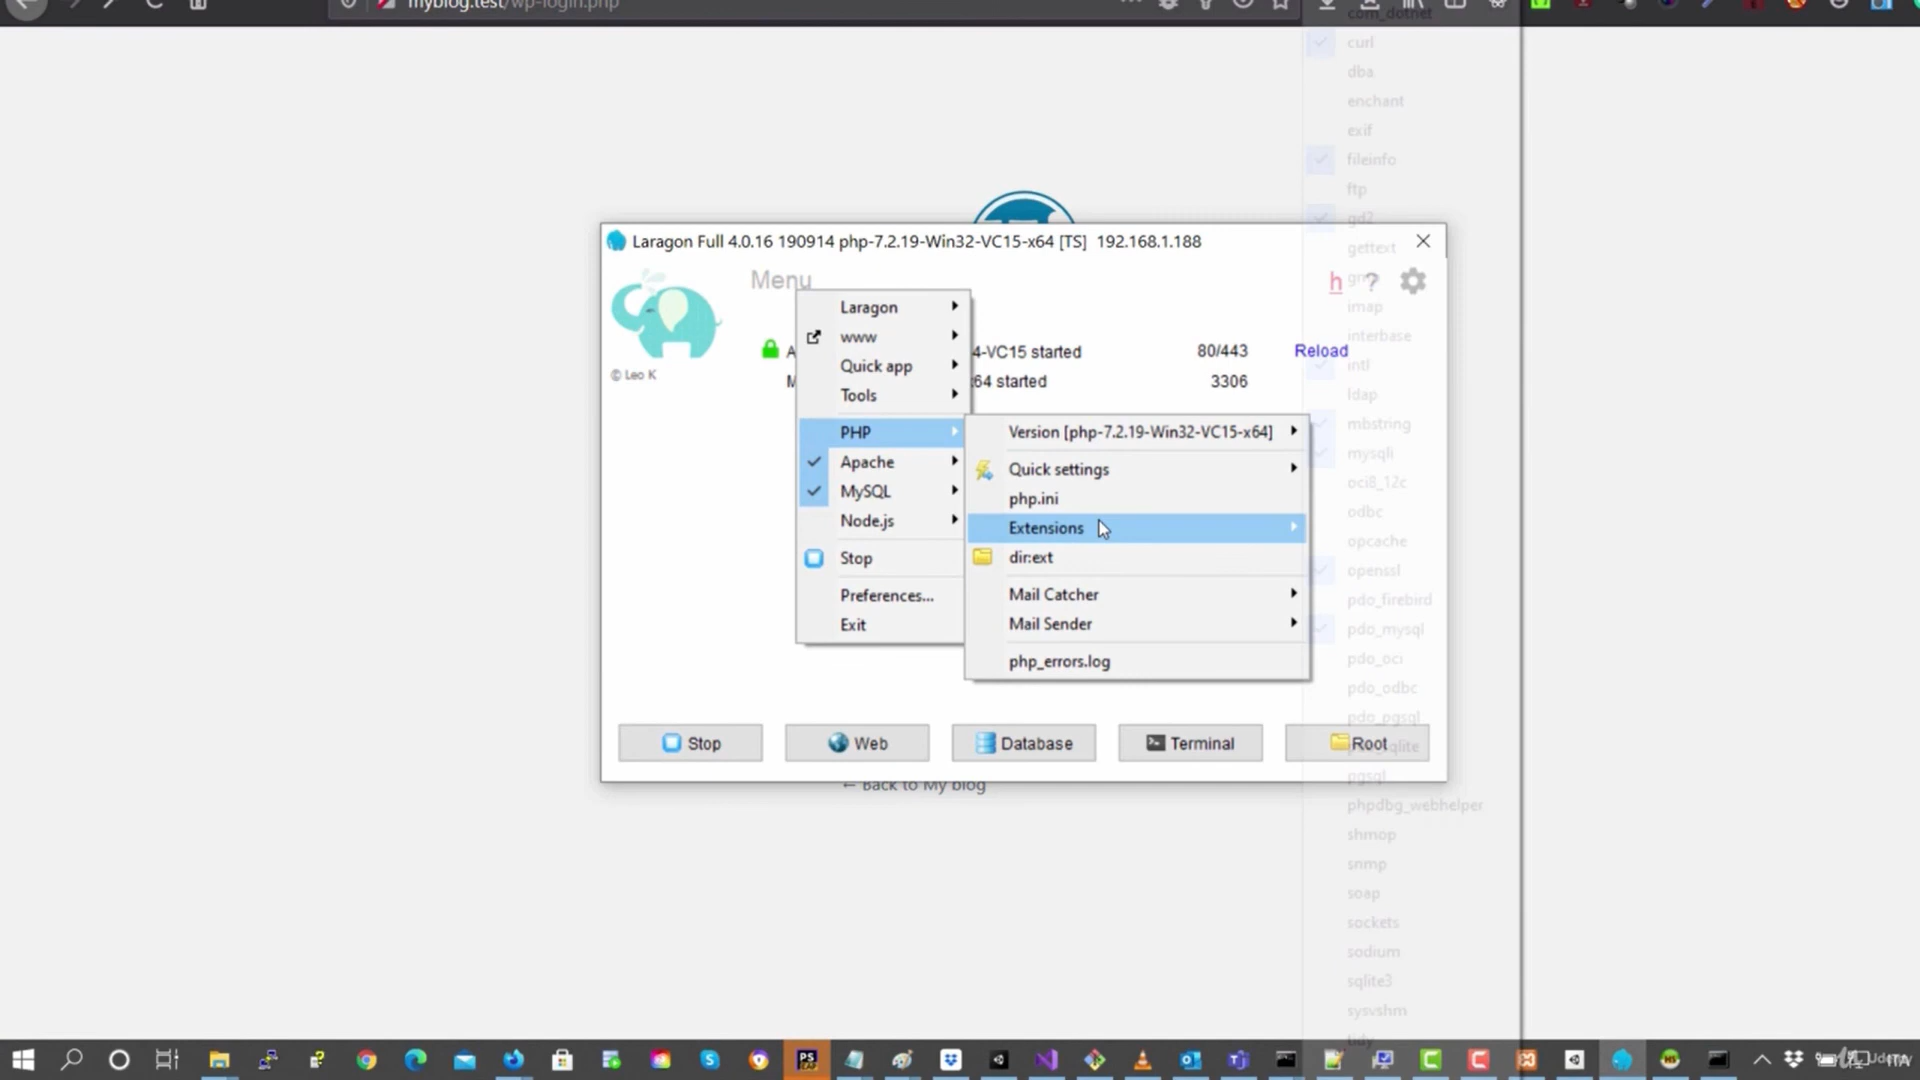 myblog.test/wp-login.php
com_dotnet
curl
dba
enchant
exif
fileinfo
ftp
gd2
gettext
imap
interbase
intl
ldap
mbstring
mysqli
oci8_12c
odbc
opcache
openssl
pdo_firebird
pdo_mysql
pdo_oci
pdo_odbc
pdo_pgsql
pgsql
phpdbg_webhelper
shmop
snmp
soap
sockets
sodium
sqlite3
sysvshm
tidy
Laragon Full 4.0.16 190914 php-7.2.19-Win32-VC15-x64 [TS] 192.168.1.188
Menu
h ?
© Leo K
A 4-VC15 started 80/443 Reload
M 64 started 3306
Laragon
www
Quick app
Tools
PHP
Apache
MySQL
Node.js
Stop
Preferences...
Exit
Version [php-7.2.19-Win32-VC15-x64]
Quick settings
php.ini
Extensions
dir:ext
Mail Catcher
Mail Sender
php_errors.log
Stop Web Database Terminal Root
← Back to My blog
Udemy
ITA